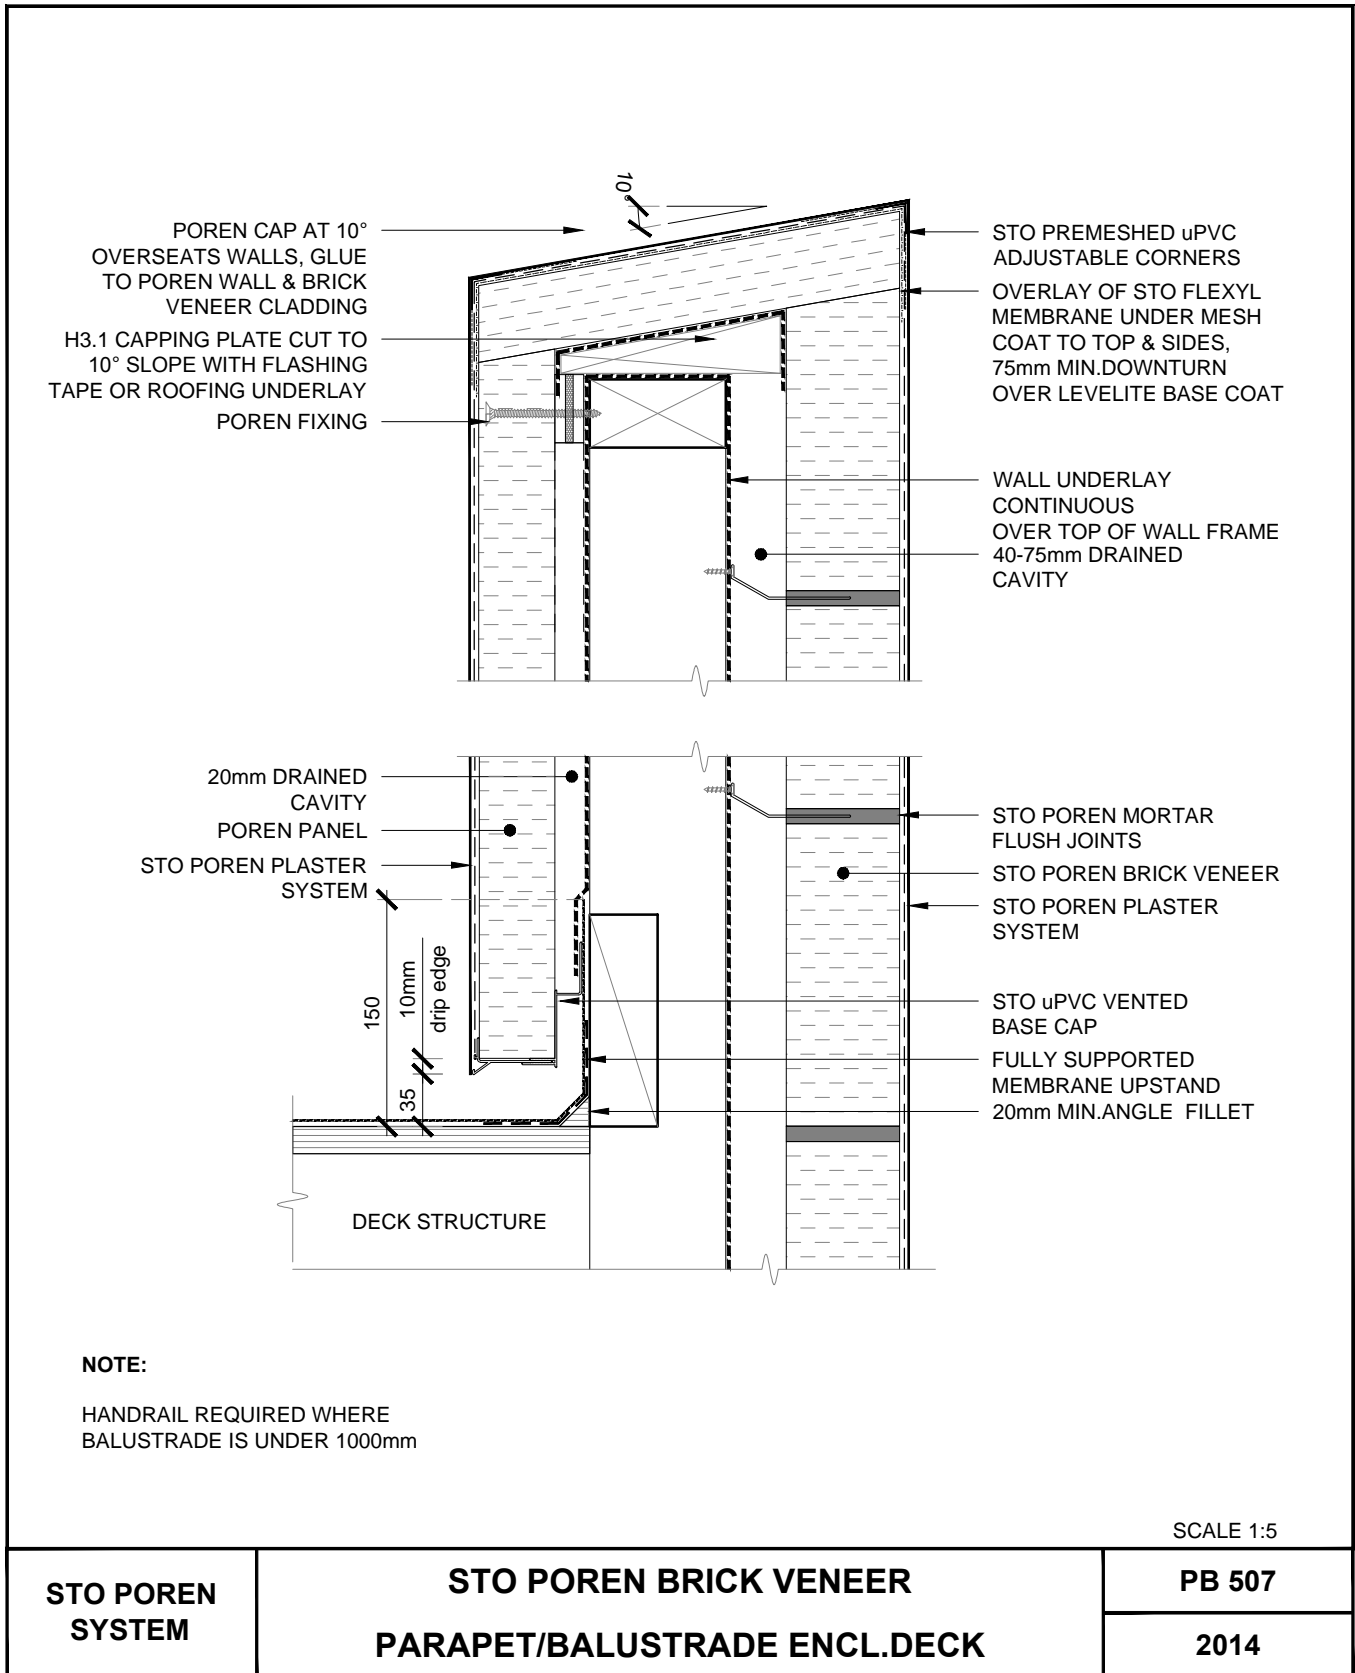 10°
POREN CAP AT 10°
OVERSEATS WALLS, GLUE
TO POREN WALL & BRICK
VENEER CLADDING
H3.1 CAPPING PLATE CUT TO
10° SLOPE WITH FLASHING
TAPE OR ROOFING UNDERLAY
POREN FIXING
STO PREMESHED uPVC
ADJUSTABLE CORNERS
OVERLAY OF STO FLEXYL
MEMBRANE UNDER MESH
COAT TO TOP & SIDES,
75mm MIN.DOWNTURN
OVER LEVELITE BASE COAT
WALL UNDERLAY
CONTINUOUS
OVER TOP OF WALL FRAME
40-75mm DRAINED
CAVITY
20mm DRAINED
CAVITY
POREN PANEL
STO POREN PLASTER
SYSTEM
150
10mm
drip edge
35
STO POREN MORTAR
FLUSH JOINTS
STO POREN BRICK VENEER
STO POREN PLASTER
SYSTEM
STO uPVC VENTED
BASE CAP
FULLY SUPPORTED
MEMBRANE UPSTAND
20mm MIN.ANGLE FILLET
DECK STRUCTURE
NOTE:
HANDRAIL REQUIRED WHERE
BALUSTRADE IS UNDER 1000mm
SCALE 1:5
STO POREN
SYSTEM
STO POREN BRICK VENEER
PARAPET/BALUSTRADE ENCL.DECK
PB 507
2014